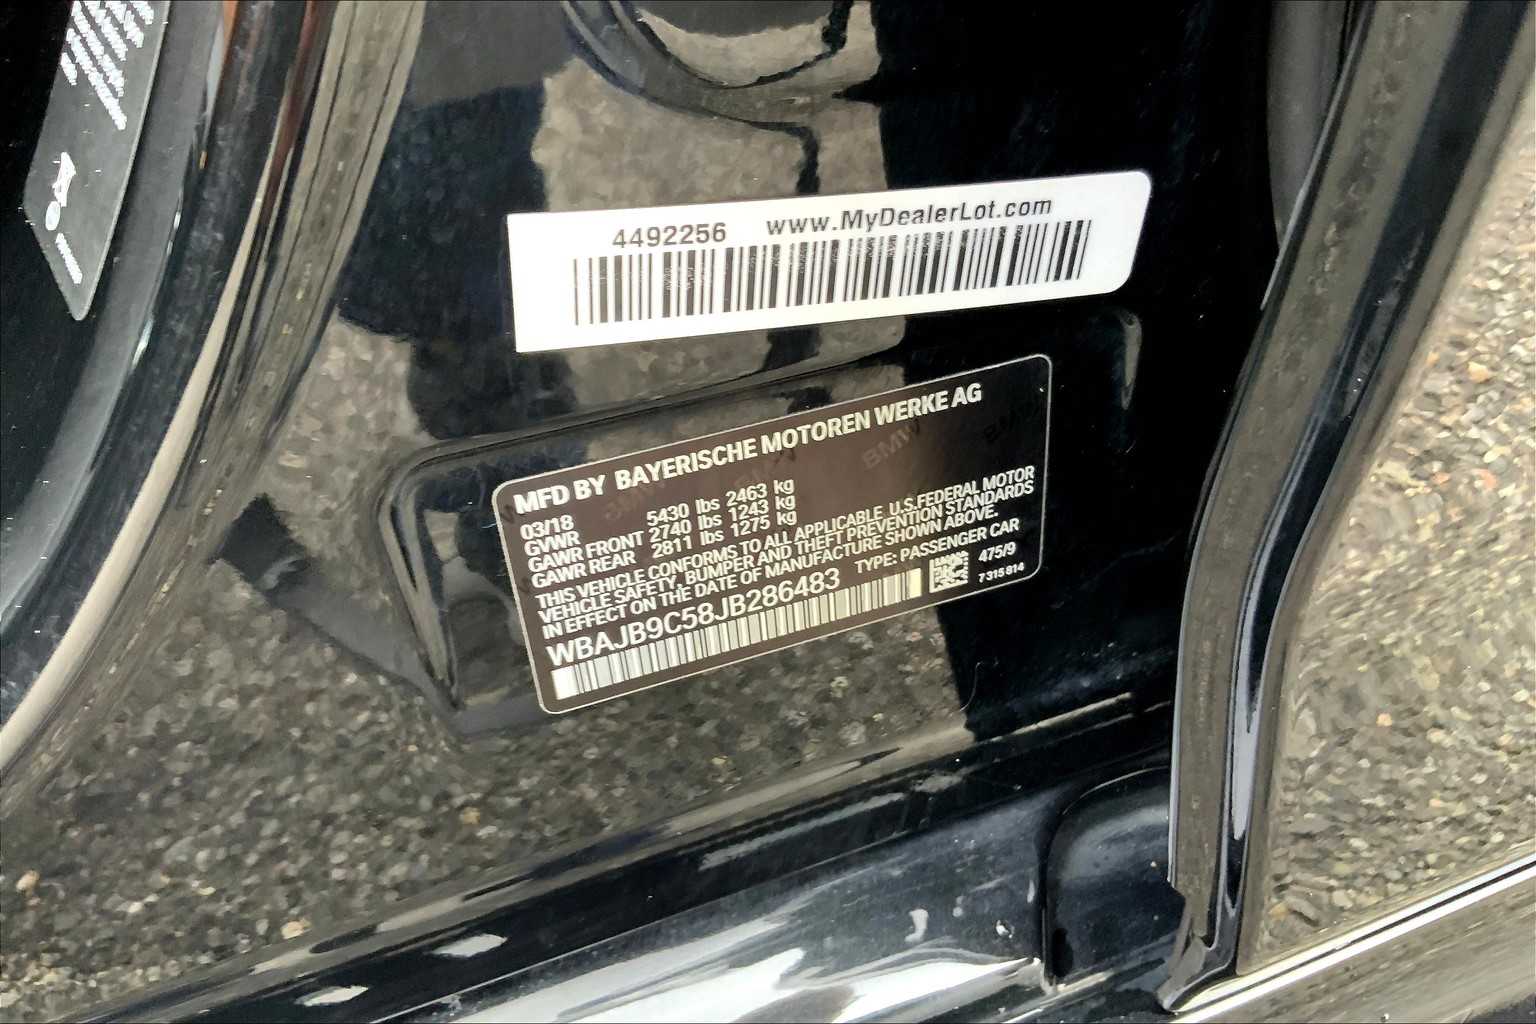 4492256 www.MyDealerLot.com
MFD BY BAYERISCHE MOTOREN WERKE AG
03/18
GVWR 5430 lbs 2463 kg
GAWR FRONT 2740 lbs 1243 kg
GAWR REAR 2811 lbs 1275 kg
THIS VEHICLE CONFORMS TO ALL APPLICABLE U.S.FEDERAL MOTOR
VEHICLE SAFETY, BUMPER AND THEFT PREVENTION STANDARDS
IN EFFECT ON THE DATE OF MANUFACTURE SHOWN ABOVE.
WBAJB9C58JB286483 TYPE: PASSENGER CAR
475/9
7 315 814